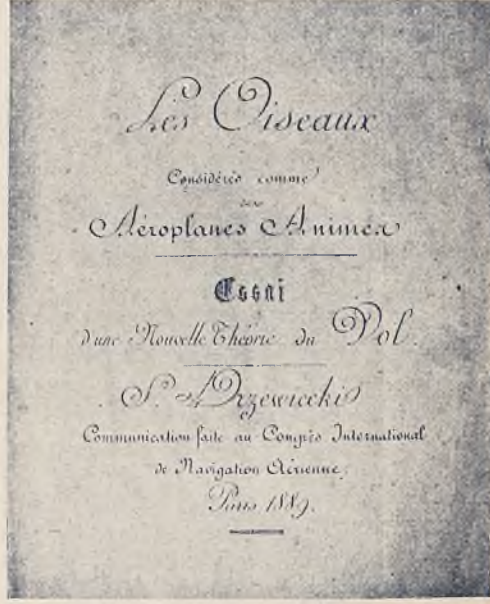 Les Oiseaux
Considérés comme
des
Aéroplanes Animés
Essai
d'une Nouvelle Théorie du Vol.
S. Drzewiecki
Communication faite au Congrès International
de Navigation Aérienne.
Paris 1889.